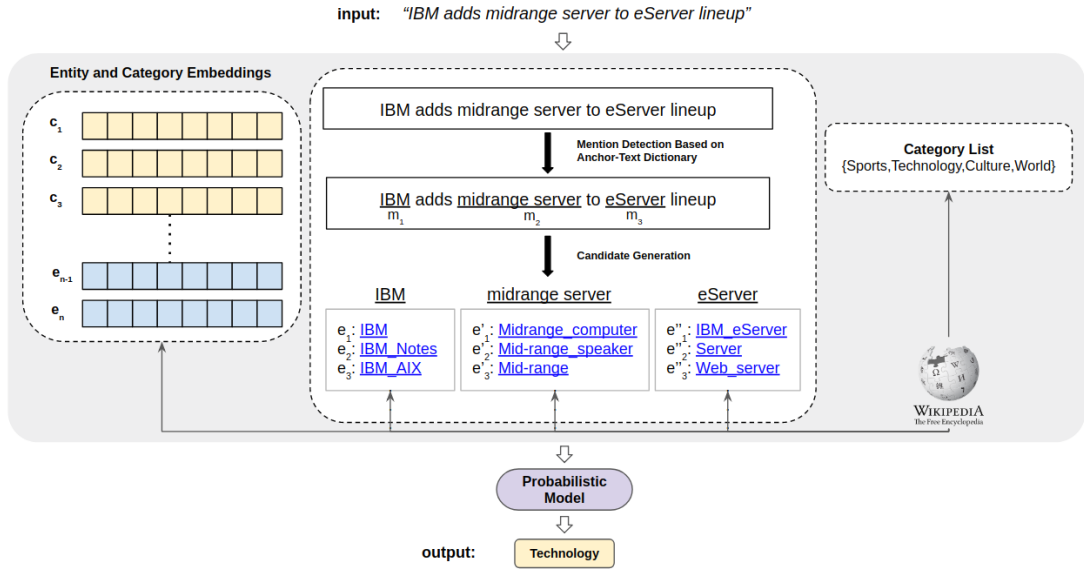 input: “IBM adds midrange server to eServer lineup”
Entity and Category Embeddings
c1
c2
c3
en-1
en
IBM adds midrange server to eServer lineup
Mention Detection Based on
Anchor-Text Dictionary
IBM adds midrange server to eServer lineup
m1 m2 m3
Candidate Generation
IBM midrange server eServer
e1: IBM
e2: IBM_Notes
e3: IBM_AIX
e'1: Midrange_computer
e'2: Mid-range_speaker
e'3: Mid-range
e''1: IBM_eServer
e''2: Server
e''3: Web_server
Category List
{Sports,Technology,Culture,World}
WIKIPEDIA
The Free Encyclopedia
Probabilistic
Model
output: Technology